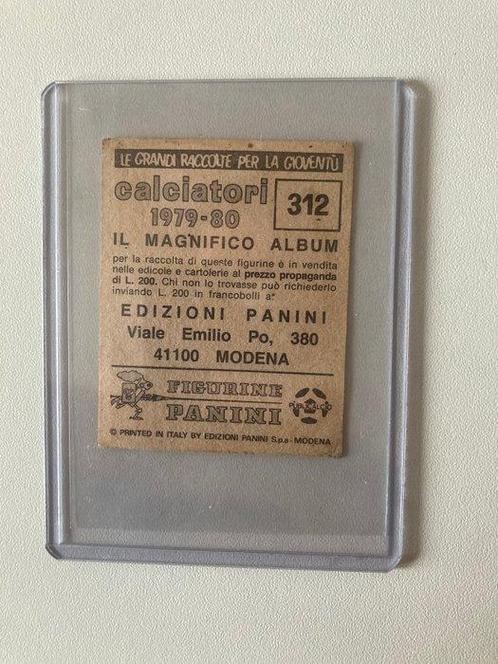 LE GRANDI RACCOLTE PER LA GIOVENTÙ
calciatori
1979-80
312
IL MAGNIFICO ALBUM
per la raccolta di queste figurine è in vendita
nelle edicole e cartolerie al prezzo propaganda
di L. 200. Chi non lo trovasse può richiederlo
inviando L. 200 in francobolli a:
EDIZIONI PANINI
Viale Emilio Po, 380
41100 MODENA
FIGURINE
PANINI
© PRINTED IN ITALY BY EDIZIONI PANINI S.p.a - MODENA